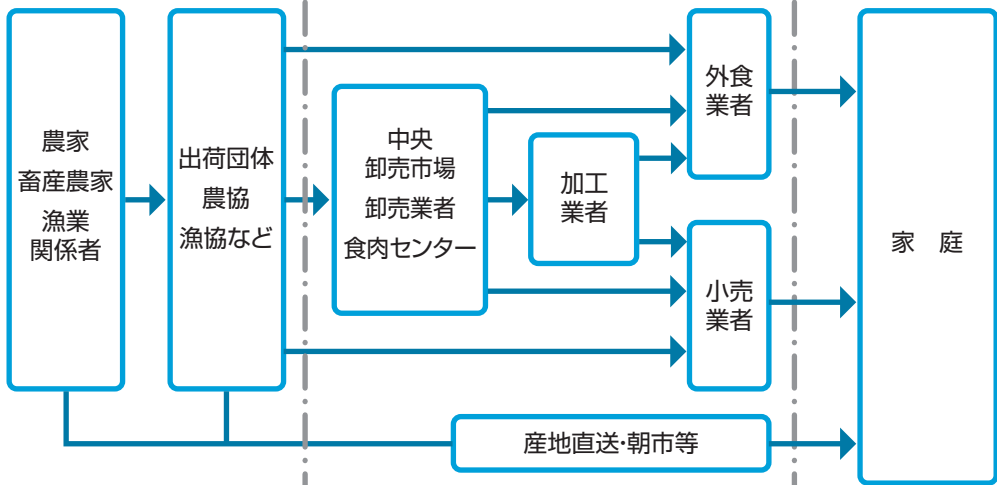 農家
畜産農家
漁業
関係者
出荷団体
農協
漁協など
中央
卸売市場
卸売業者
食肉センター
加工
業者
外食
業者
小売
業者
産地直送・朝市等
家　庭